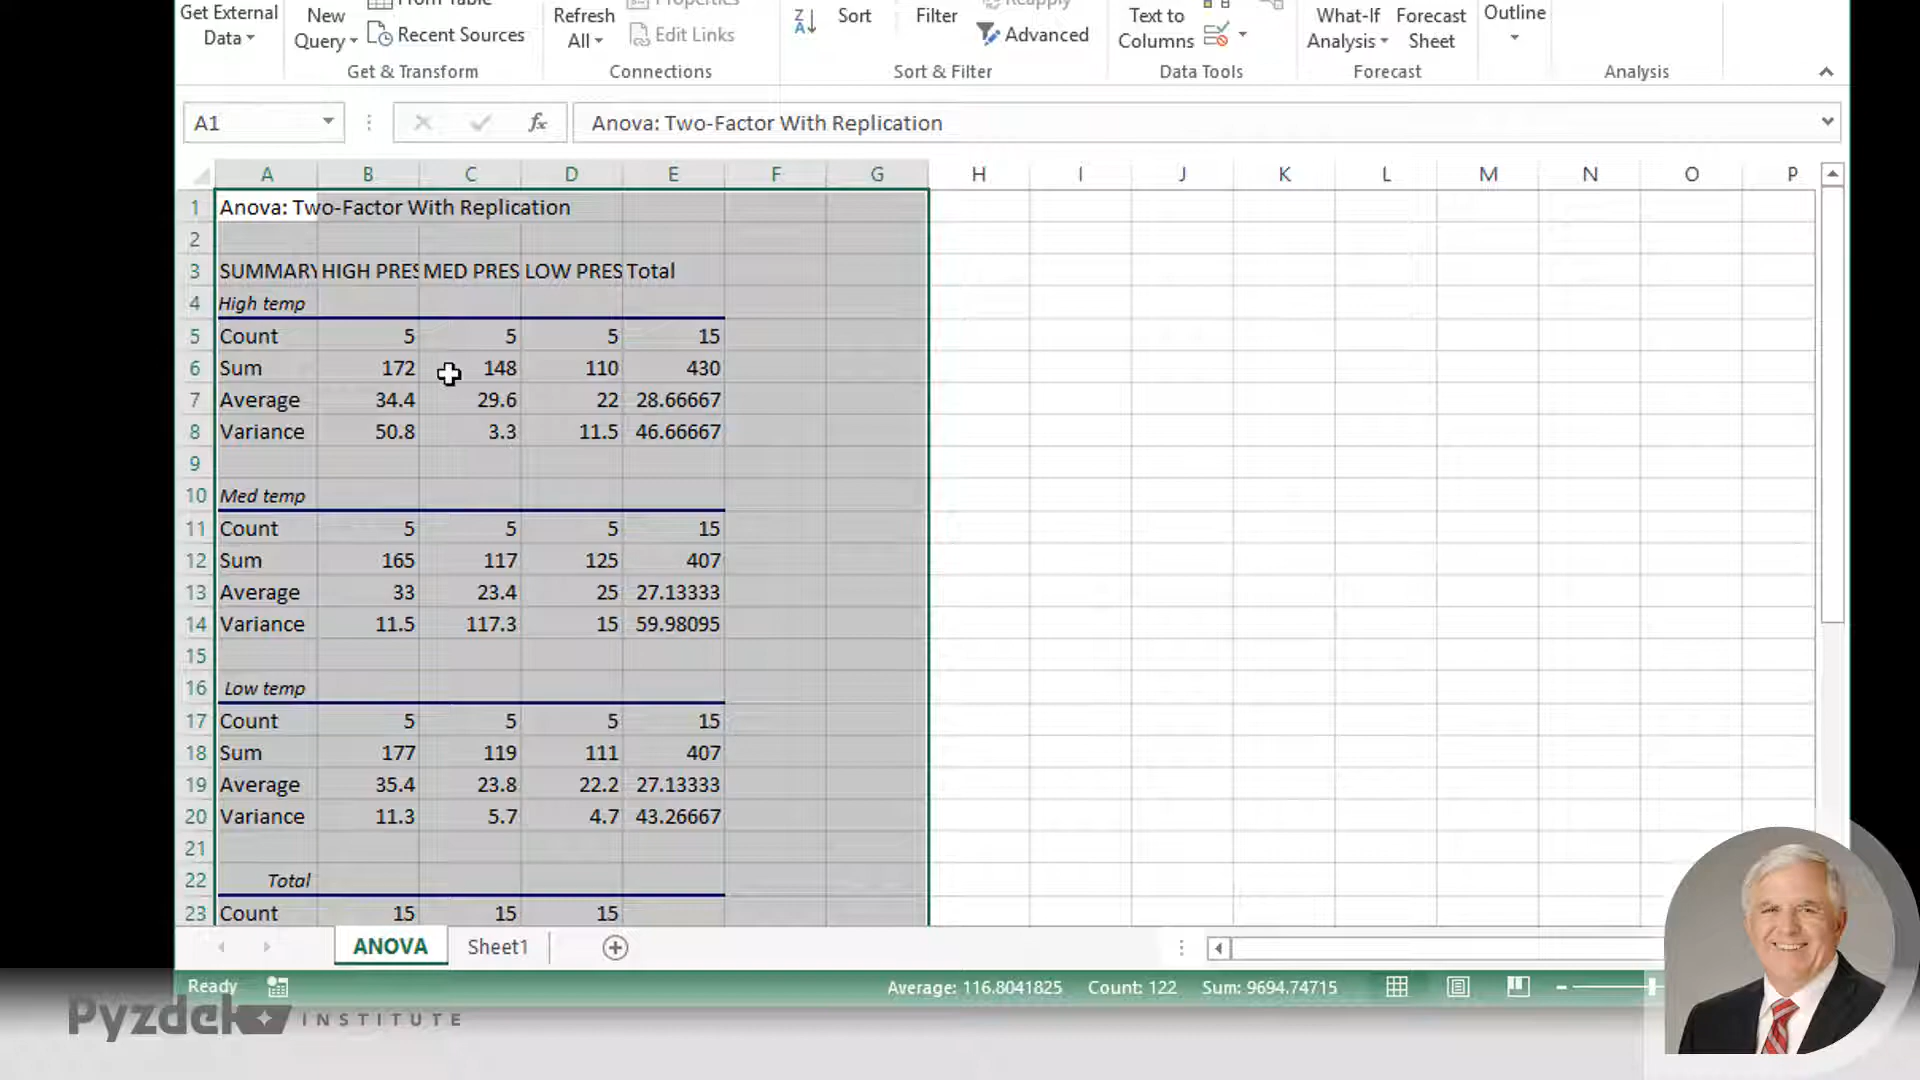 From Table
Properties
Reapply
Get External Data
New Query
Recent Sources
Refresh All
Edit Links
Sort
Filter
Advanced
Text to Columns
What-If Analysis
Forecast Sheet
Outline
Get & Transform
Connections
Sort & Filter
Data Tools
Forecast
Analysis
A1
fx
Anova: Two-Factor With Replication
A B C D E F G H I J K L M N O P
1 Anova: Two-Factor With Replication
2
3 SUMMARY HIGH PRES MED PRES LOW PRES Total
4 High temp
5 Count 5 5 5 15
6 Sum 172 148 110 430
7 Average 34.4 29.6 22 28.66667
8 Variance 50.8 3.3 11.5 46.66667
9
10 Med temp
11 Count 5 5 5 15
12 Sum 165 117 125 407
13 Average 33 23.4 25 27.13333
14 Variance 11.5 117.3 15 59.98095
15
16 Low temp
17 Count 5 5 5 15
18 Sum 177 119 111 407
19 Average 35.4 23.8 22.2 27.13333
20 Variance 11.3 5.7 4.7 43.26667
21
22 Total
23 Count 15 15 15
ANOVA Sheet1
Ready Average: 116.8041825 Count: 122 Sum: 9694.74715
Pyzdek INSTITUTE